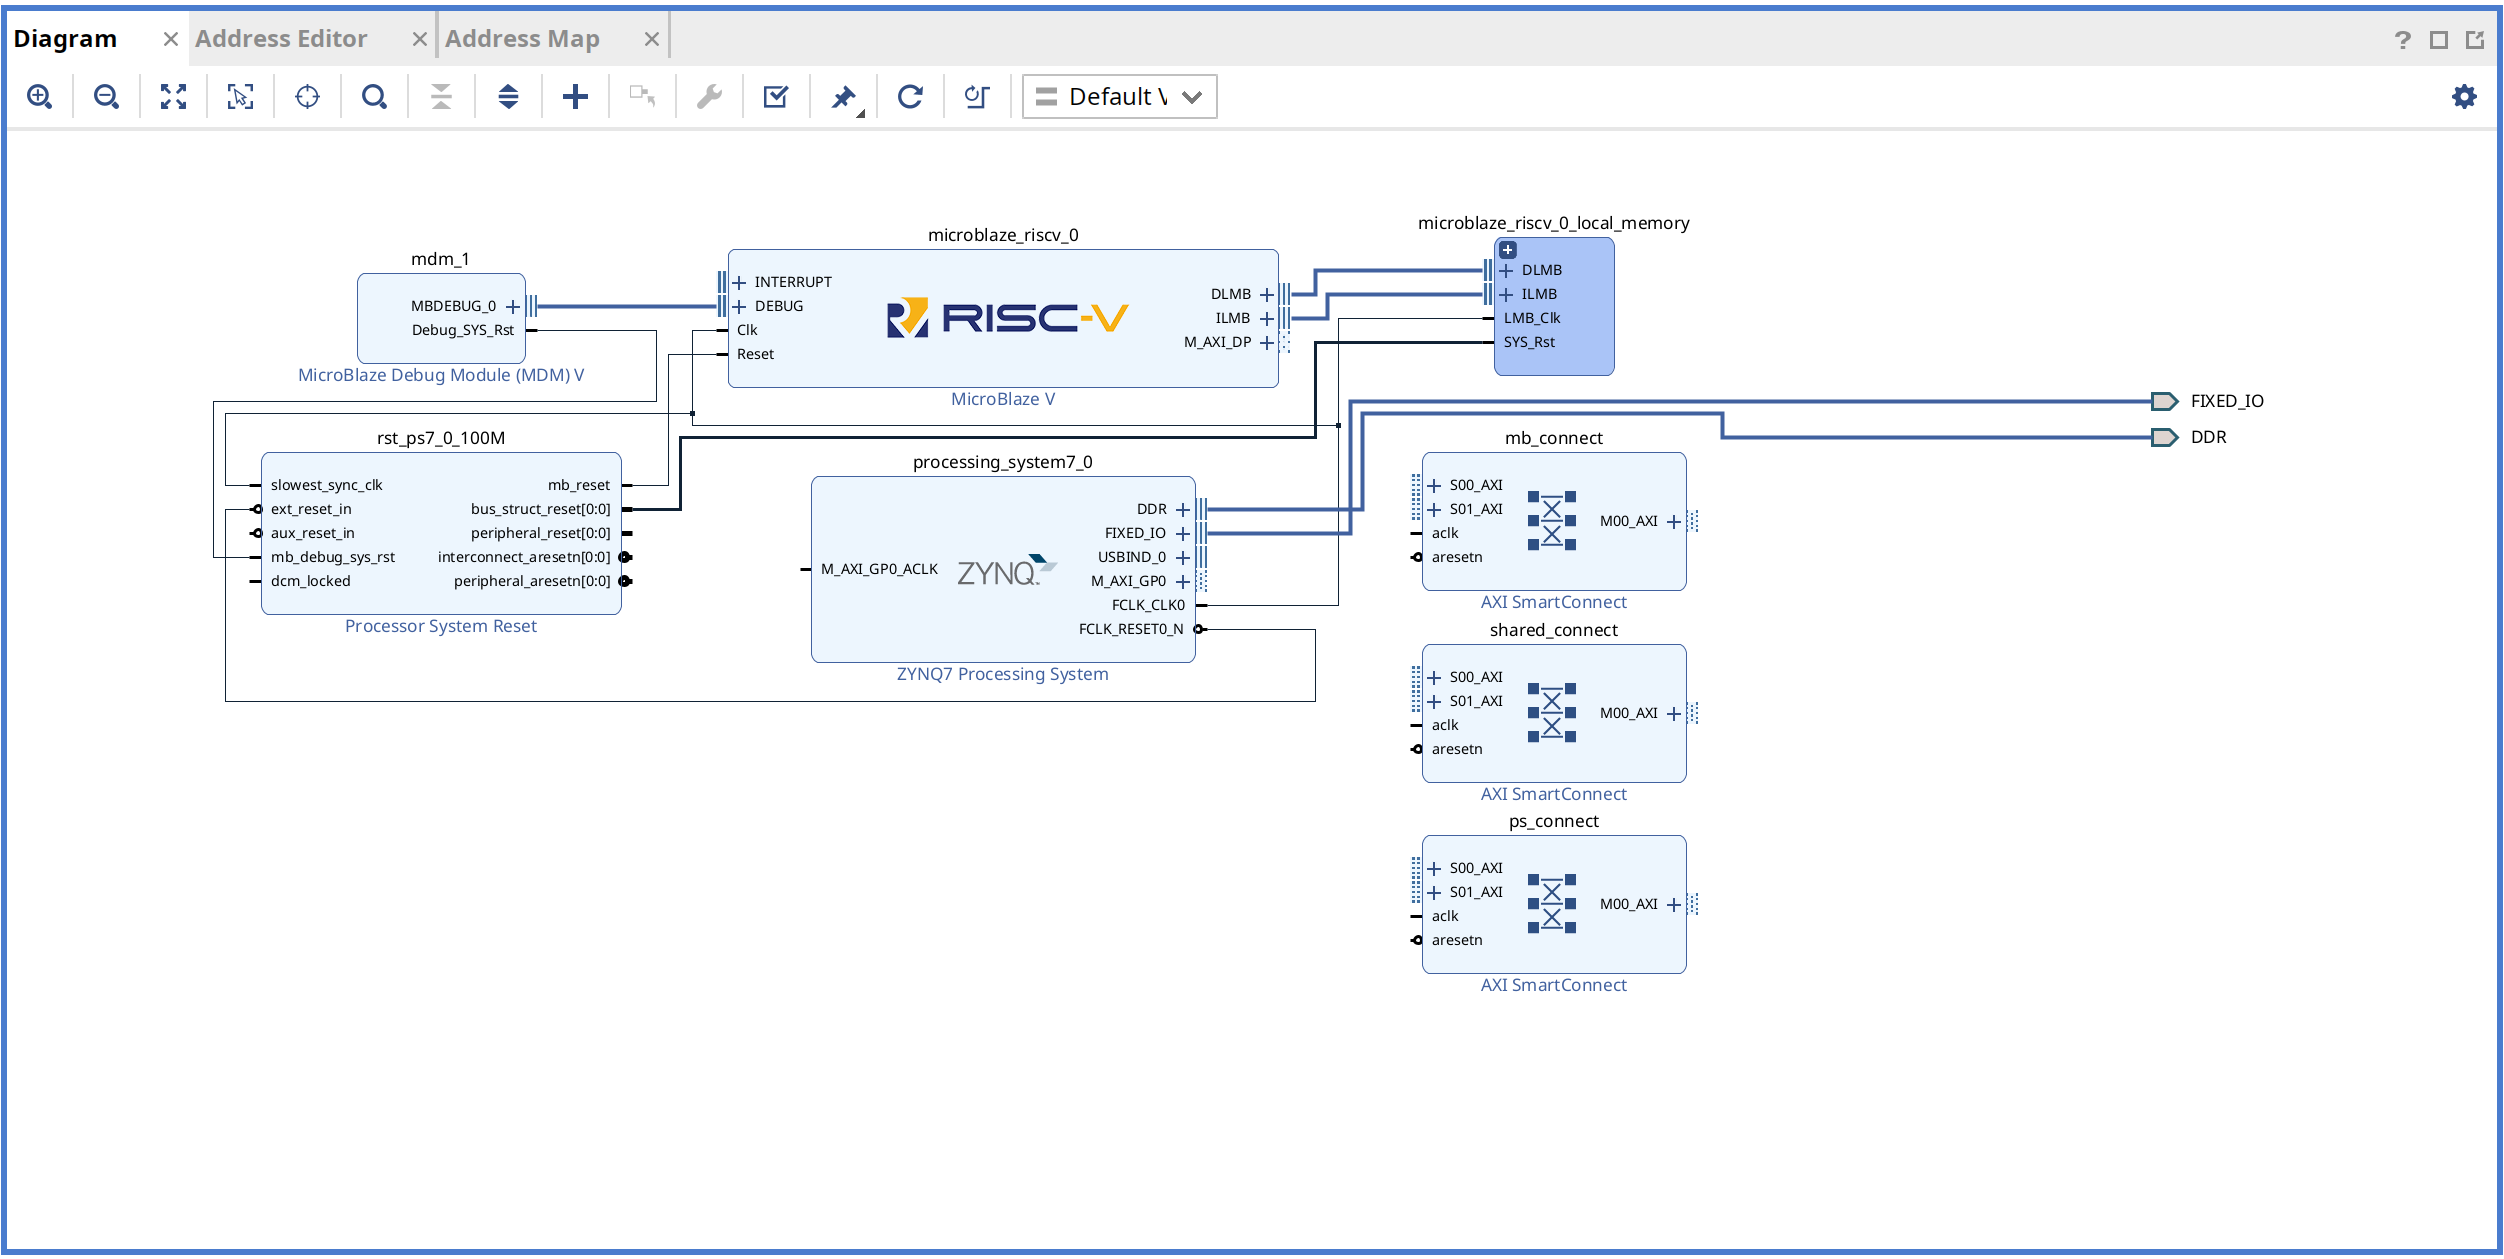 Diagram
Address Editor
Address Map
?
Default V
mdm_1
MBDEBUG_0
Debug_SYS_Rst
MicroBlaze Debug Module (MDM) V
microblaze_riscv_0
INTERRUPT
DEBUG
Clk
Reset
RISC-V
DLMB
ILMB
M_AXI_DP
MicroBlaze V
microblaze_riscv_0_local_memory
DLMB
ILMB
LMB_Clk
SYS_Rst
FIXED_IO
DDR
rst_ps7_0_100M
slowest_sync_clk
ext_reset_in
aux_reset_in
mb_debug_sys_rst
dcm_locked
mb_reset
bus_struct_reset[0:0]
peripheral_reset[0:0]
interconnect_aresetn[0:0]
peripheral_aresetn[0:0]
Processor System Reset
processing_system7_0
M_AXI_GP0_ACLK
ZYNQ
DDR
FIXED_IO
USBIND_0
M_AXI_GP0
FCLK_CLK0
FCLK_RESET0_N
ZYNQ7 Processing System
mb_connect
S00_AXI
S01_AXI
aclk
aresetn
M00_AXI
AXI SmartConnect
shared_connect
S00_AXI
S01_AXI
aclk
aresetn
M00_AXI
AXI SmartConnect
ps_connect
S00_AXI
S01_AXI
aclk
aresetn
M00_AXI
AXI SmartConnect